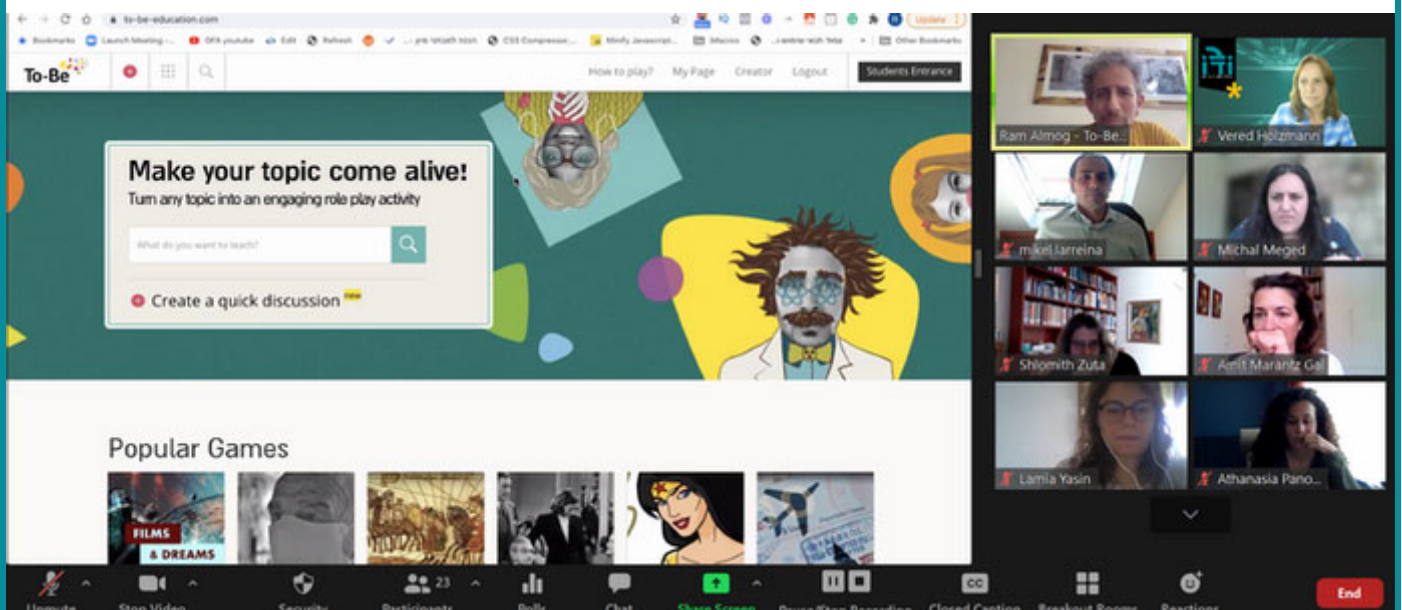 to-be-education.com
Update
Bookmarks Launch Meeting -... GFA youtube Edit Refresh CSS Compressor... Minify Javascript... Macros Other Bookmarks
To-Be
How to play? My Page Creator Logout Students Entrance
Make your topic come alive!
Turn any topic into an engaging role play activity
What do you want to teach?
Create a quick discussion new
Popular Games
FILMS
& DREAMS
Ram Almog - To-Be...
Vered Holzmann
mikel larreina
Michal Meged
Shlomith Zuta
Amit Marantz Gal
Lamia Yasin
Athanasia Pano...
Unmute Stop Video Security Participants 23 Polls Chat Share Screen Pause/Stop Recording CC Closed Caption Breakout Rooms Reactions End